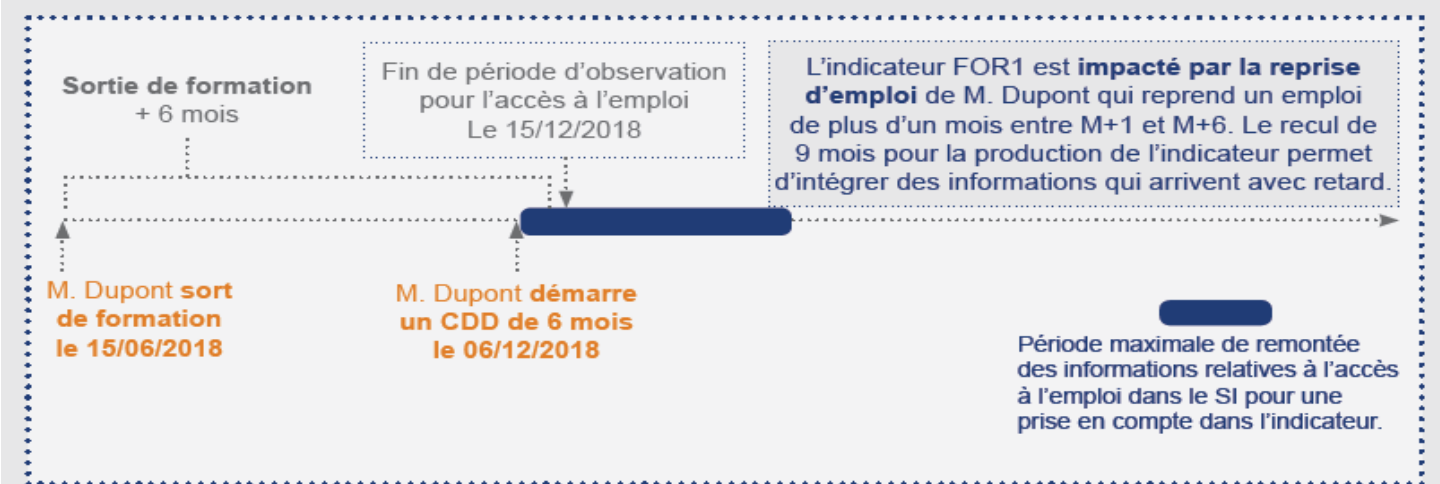 Sortie de formation
+ 6 mois
Fin de période d'observation
pour l'accès à l'emploi
Le 15/12/2018
L'indicateur FOR1 est impacté par la reprise
d'emploi de M. Dupont qui reprend un emploi
de plus d'un mois entre M+1 et M+6. Le recul de
9 mois pour la production de l'indicateur permet
d'intégrer des informations qui arrivent avec retard.
M. Dupont sort
de formation
le 15/06/2018
M. Dupont démarre
un CDD de 6 mois
le 06/12/2018
Période maximale de remontée
des informations relatives à l'accès
à l'emploi dans le SI pour une
prise en compte dans l'indicateur.